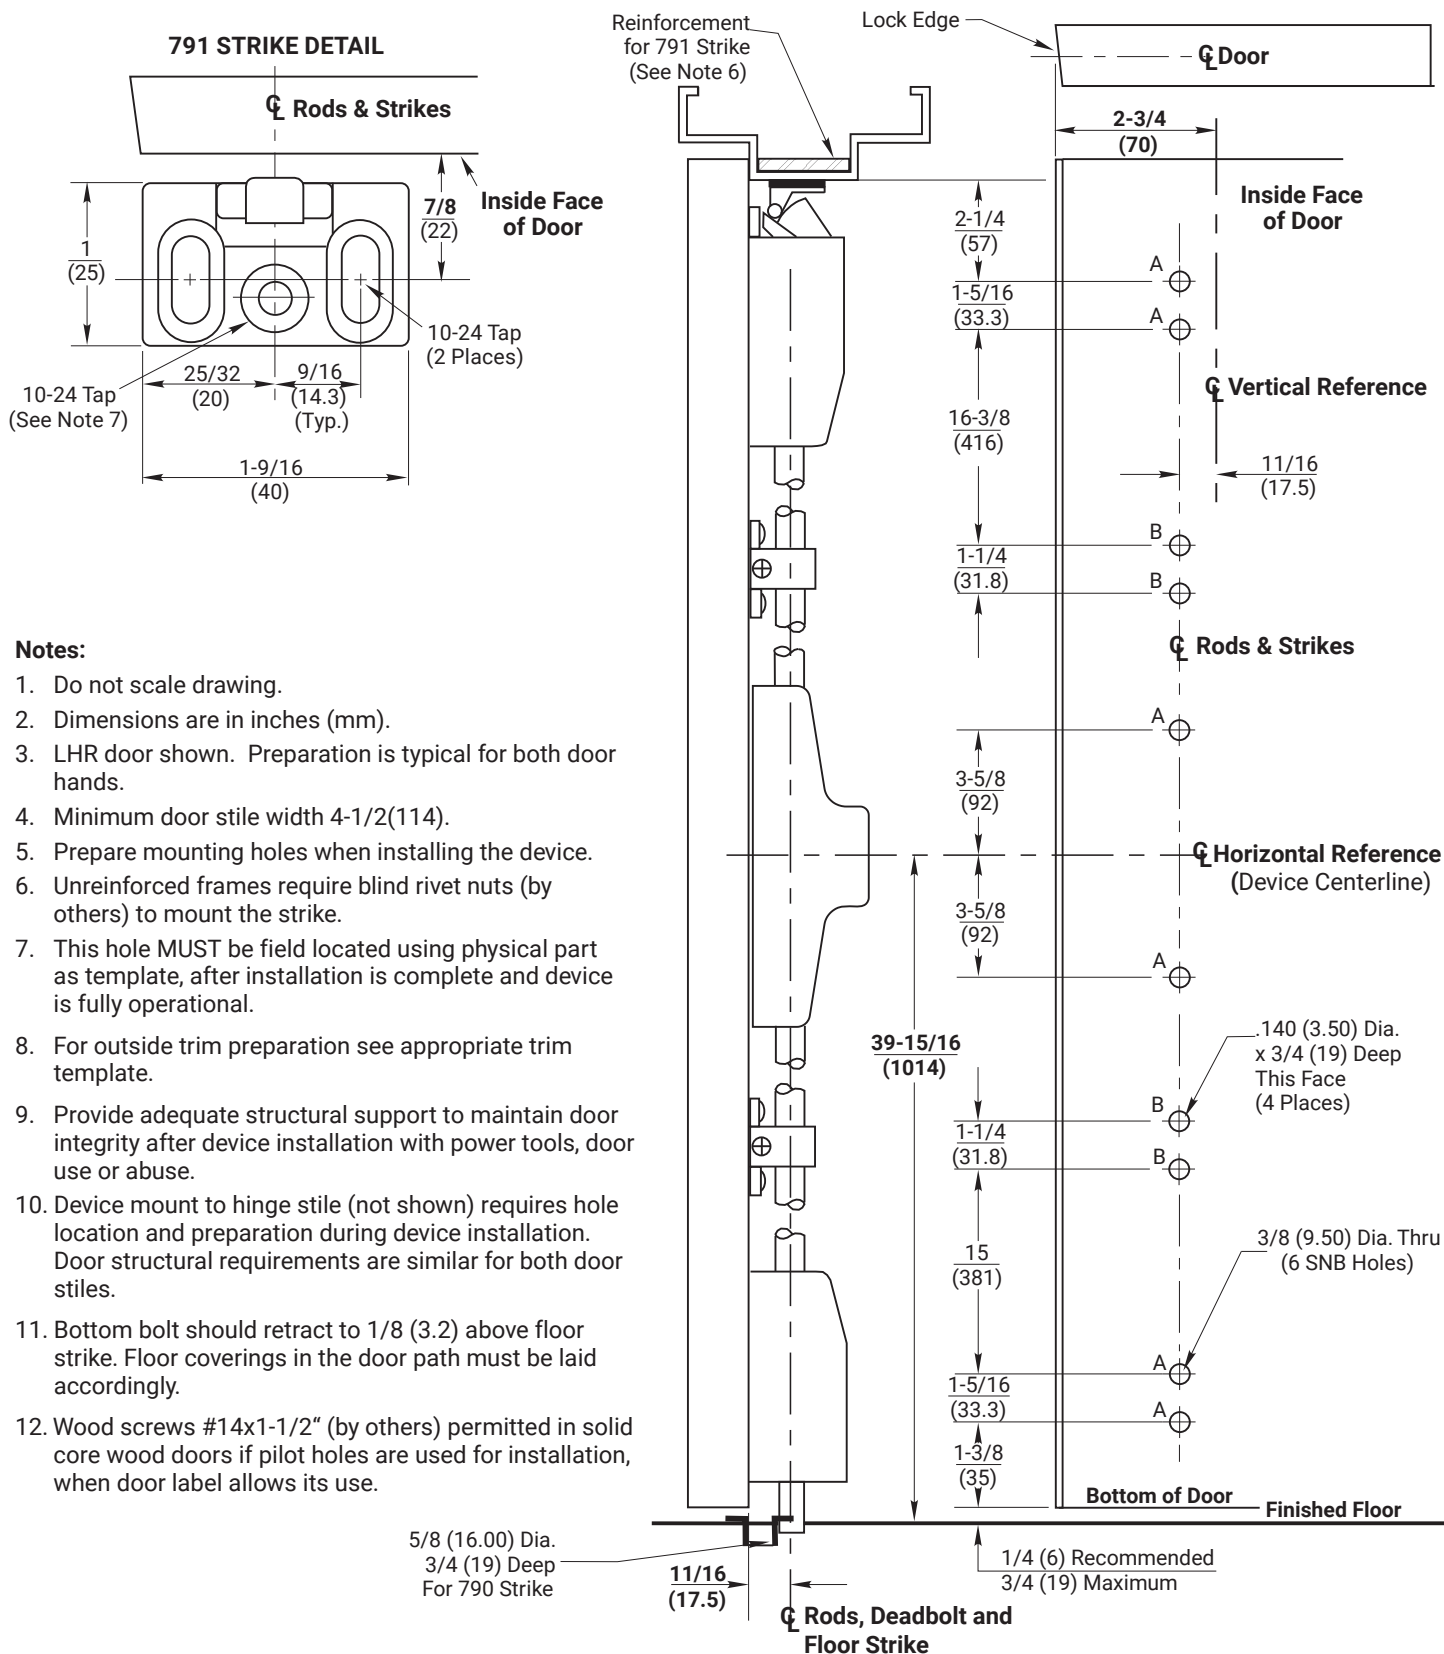 791 STRIKE DETAIL
℄ Rods & Strikes
7/8
(22)
Inside Face
of Door
1
(25)
10-24 Tap
(2 Places)
25/32
(20)
9/16
(14.3)
(Typ.)
10-24 Tap
(See Note 7)
1-9/16
(40)
Reinforcement
for 791 Strike
(See Note 6)
Lock Edge
℄ Door
2-3/4
(70)
Inside Face
of Door
2-1/4
(57)
A
1-5/16
(33.3)
A
℄ Vertical Reference
16-3/8
(416)
11/16
(17.5)
B
1-1/4
(31.8)
B
℄ Rods & Strikes
A
3-5/8
(92)
℄ Horizontal Reference
(Device Centerline)
3-5/8
(92)
A
39-15/16
(1014)
.140 (3.50) Dia.
x 3/4 (19) Deep
This Face
(4 Places)
B
1-1/4
(31.8)
B
15
(381)
3/8 (9.50) Dia. Thru
(6 SNB Holes)
A
1-5/16
(33.3)
A
1-3/8
(35)
Bottom of Door
Finished Floor
1/4 (6) Recommended
3/4 (19) Maximum
5/8 (16.00) Dia.
3/4 (19) Deep
For 790 Strike
11/16
(17.5)
℄ Rods, Deadbolt and
Floor Strike
Notes:
1. Do not scale drawing.
2. Dimensions are in inches (mm).
3. LHR door shown. Preparation is typical for both door
hands.
4. Minimum door stile width 4-1/2(114).
5. Prepare mounting holes when installing the device.
6. Unreinforced frames require blind rivet nuts (by
others) to mount the strike.
7. This hole MUST be field located using physical part
as template, after installation is complete and device
is fully operational.
8. For outside trim preparation see appropriate trim
template.
9. Provide adequate structural support to maintain door
integrity after device installation with power tools, door
use or abuse.
10. Device mount to hinge stile (not shown) requires hole
location and preparation during device installation.
Door structural requirements are similar for both door
stiles.
11. Bottom bolt should retract to 1/8 (3.2) above floor
strike. Floor coverings in the door path must be laid
accordingly.
12. Wood screws #14x1-1/2“ (by others) permitted in solid
core wood doors if pilot holes are used for installation,
when door label allows its use.